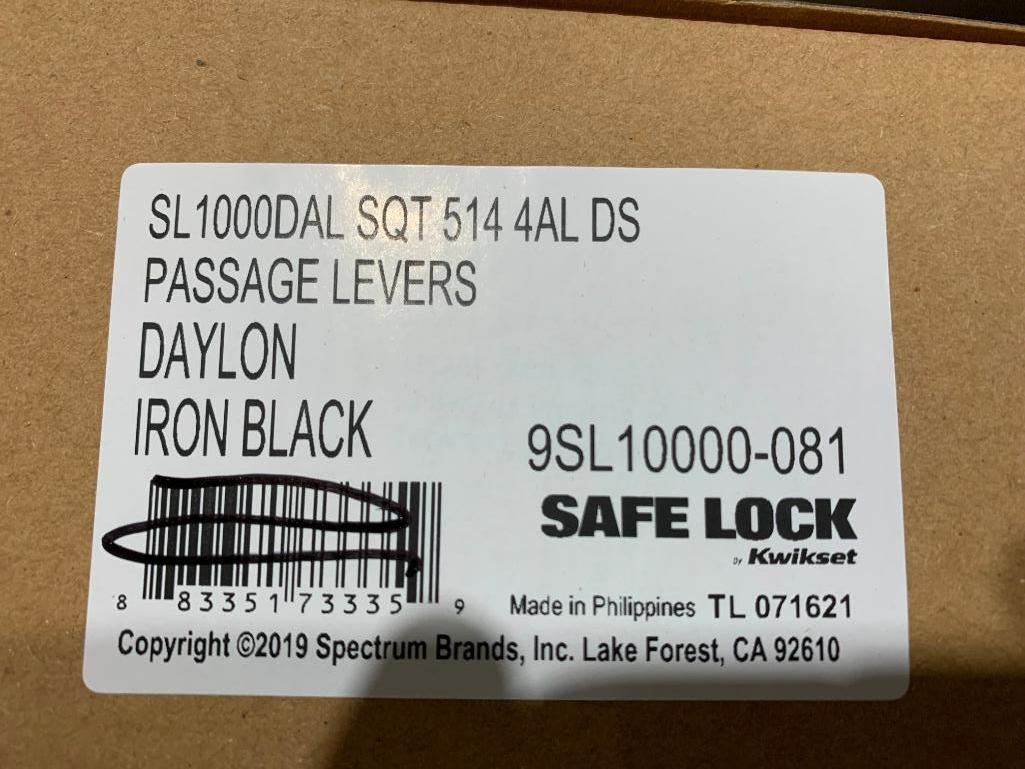 SL1000DAL SQT 514 4AL DS
PASSAGE LEVERS
DAYLON
IRON BLACK
9SL10000-081
SAFE LOCK
BY Kwikset
8 83351 73335 9
Made in Philippines TL 071621
Copyright ©2019 Spectrum Brands, Inc. Lake Forest, CA 92610